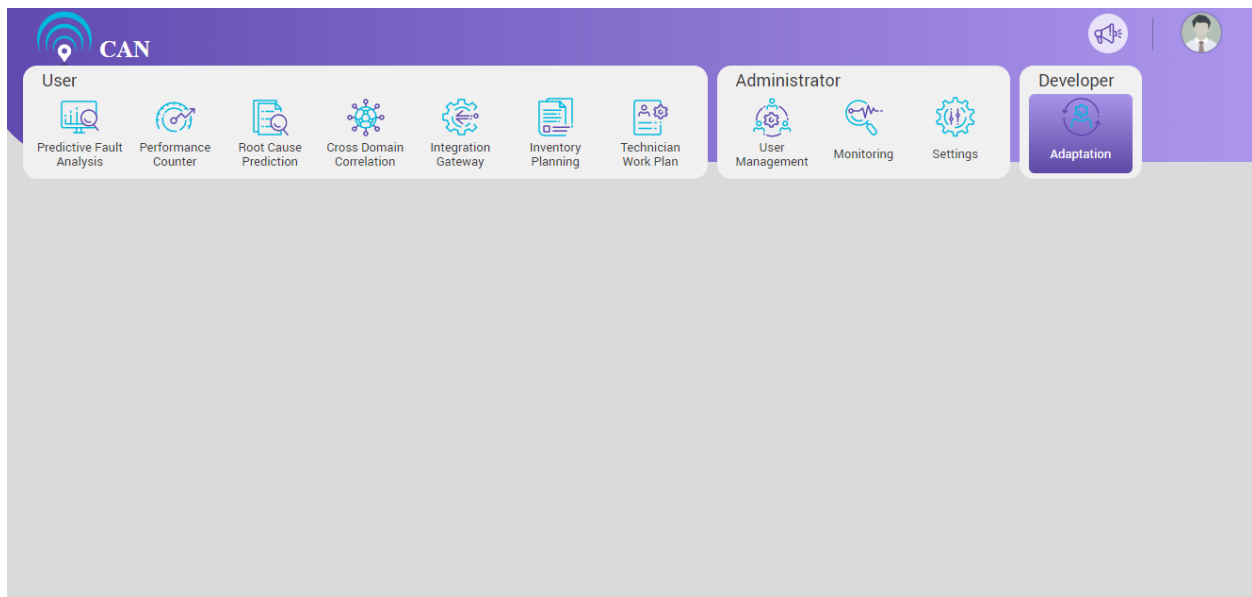 CAN
User
Predictive Fault
Analysis
Performance
Counter
Root Cause
Prediction
Cross Domain
Correlation
Integration
Gateway
Inventory
Planning
Technician
Work Plan
Administrator
User
Management
Monitoring
Settings
Developer
Adaptation